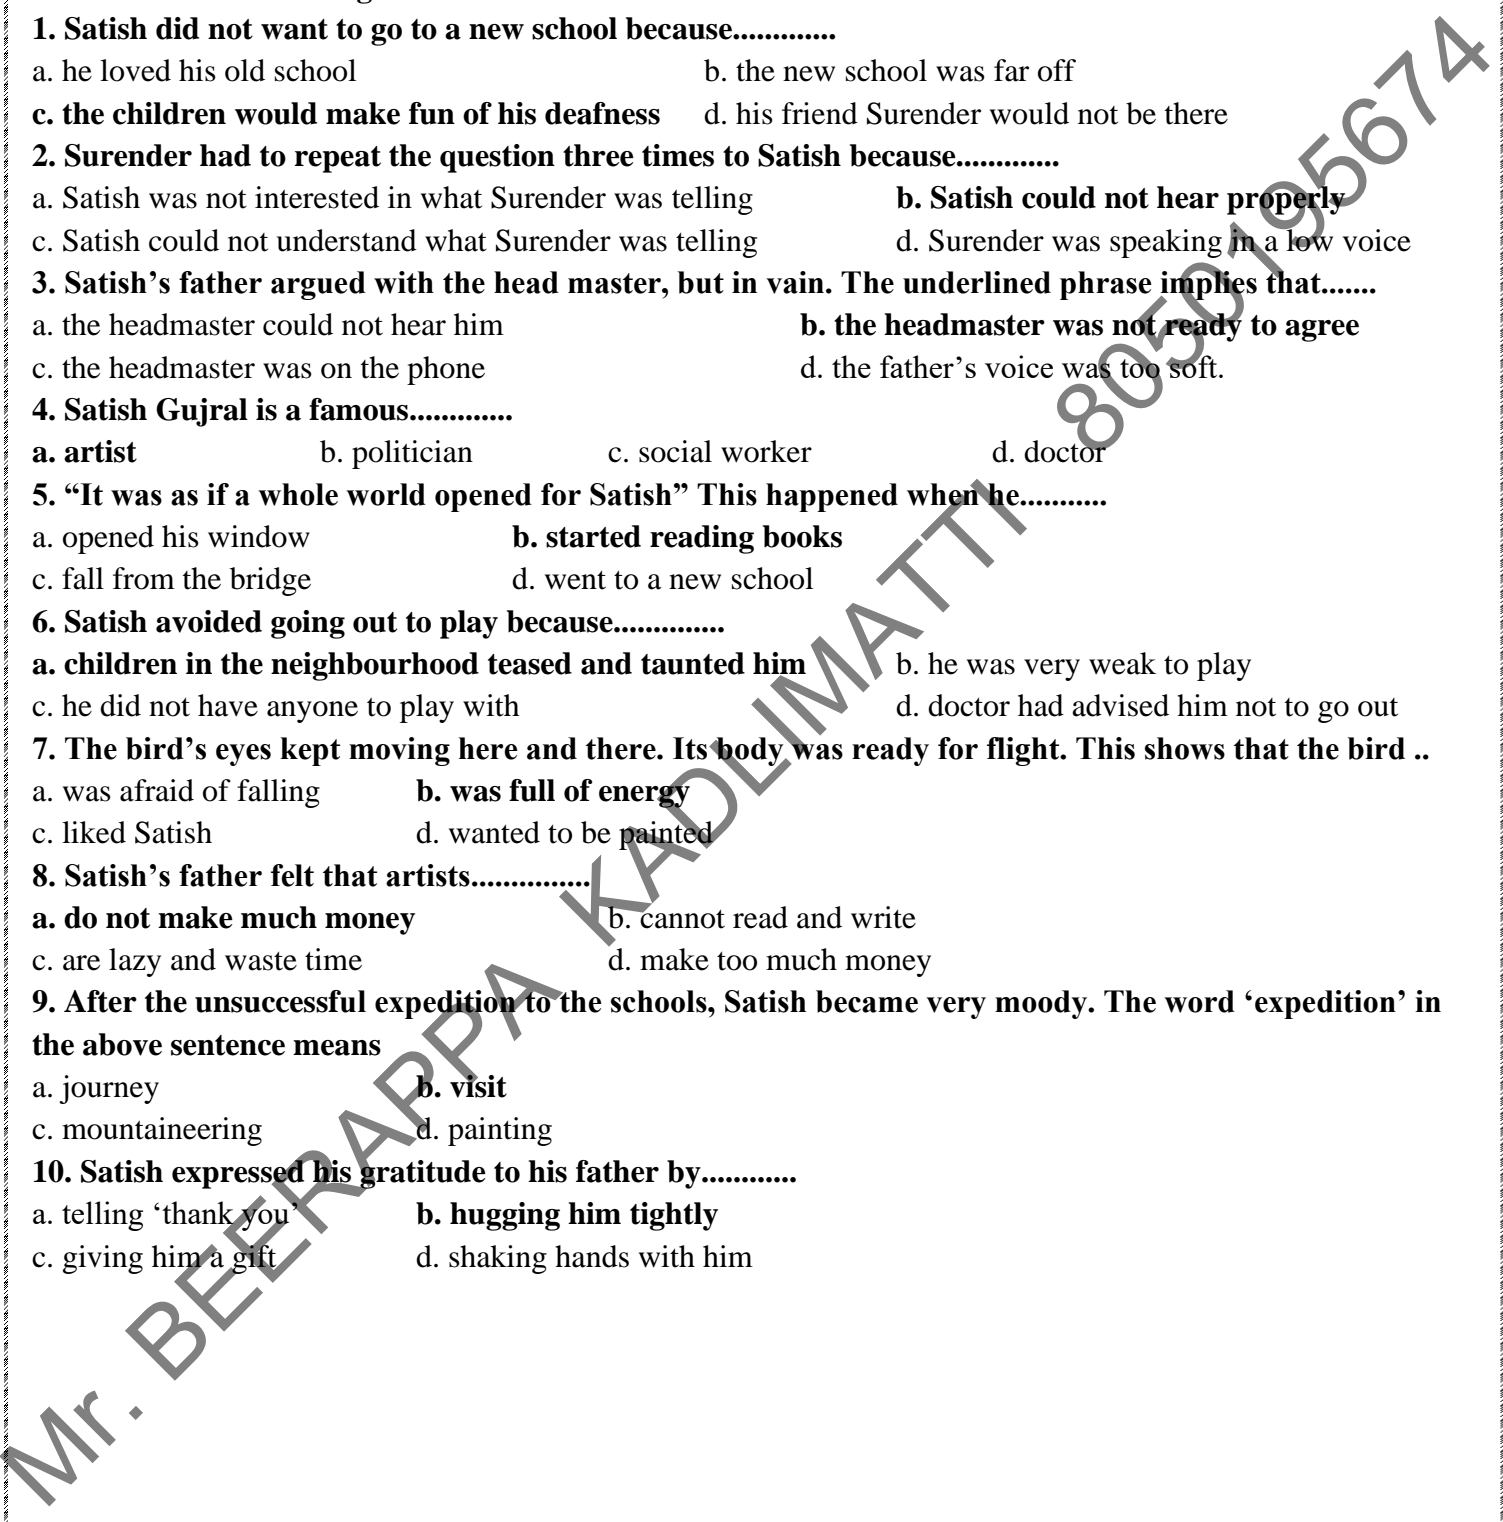 1. Satish did not want to go to a new school because.............
a. he loved his old school b. the new school was far off
c. the children would make fun of his deafness d. his friend Surender would not be there
2. Surender had to repeat the question three times to Satish because.............
a. Satish was not interested in what Surender was telling b. Satish could not hear properly
c. Satish could not understand what Surender was telling d. Surender was speaking in a low voice
3. Satish’s father argued with the head master, but in vain. The underlined phrase implies that.......
a. the headmaster could not hear him b. the headmaster was not ready to agree
c. the headmaster was on the phone d. the father’s voice was too soft.
4. Satish Gujral is a famous.............
a. artist b. politician c. social worker d. doctor
5. “It was as if a whole world opened for Satish” This happened when he...........
a. opened his window b. started reading books
c. fall from the bridge d. went to a new school
6. Satish avoided going out to play because..............
a. children in the neighbourhood teased and taunted him b. he was very weak to play
c. he did not have anyone to play with d. doctor had advised him not to go out
7. The bird’s eyes kept moving here and there. Its body was ready for flight. This shows that the bird ..
a. was afraid of falling b. was full of energy
c. liked Satish d. wanted to be painted
8. Satish’s father felt that artists...............
a. do not make much money b. cannot read and write
c. are lazy and waste time d. make too much money
9. After the unsuccessful expedition to the schools, Satish became very moody. The word ‘expedition’ in
the above sentence means
a. journey b. visit
c. mountaineering d. painting
10. Satish expressed his gratitude to his father by............
a. telling ‘thank you’ b. hugging him tightly
c. giving him a gift d. shaking hands with him
Mr. BEERAPPA KADLIMATTI 8050195674